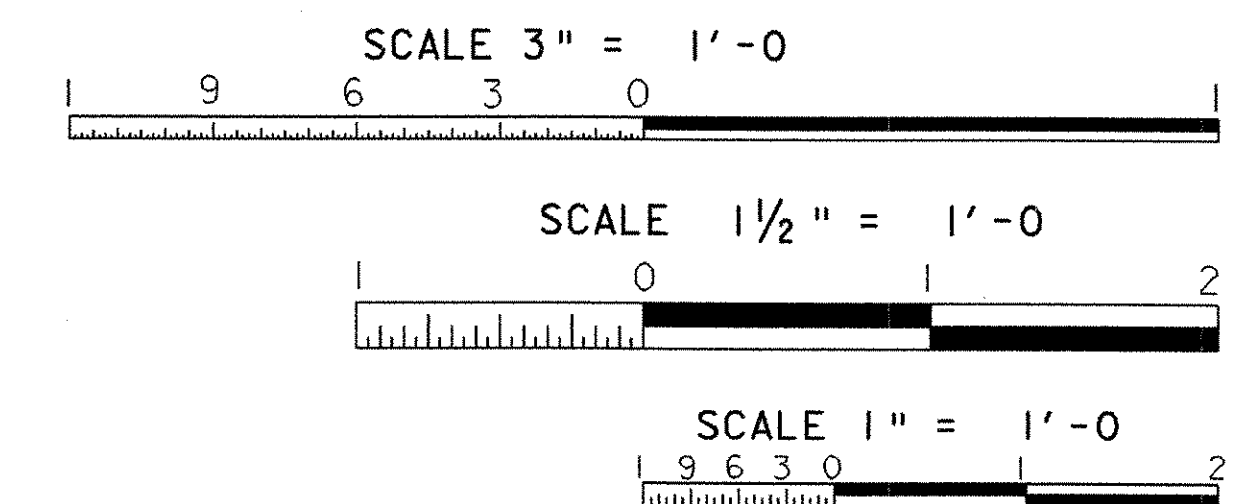 SCALE 3" = 1'-0
1 9 6 3 0 1
SCALE 1½" = 1'-0
1 0 1 2
SCALE 1" = 1'-0
1 9 6 3 0 1 2